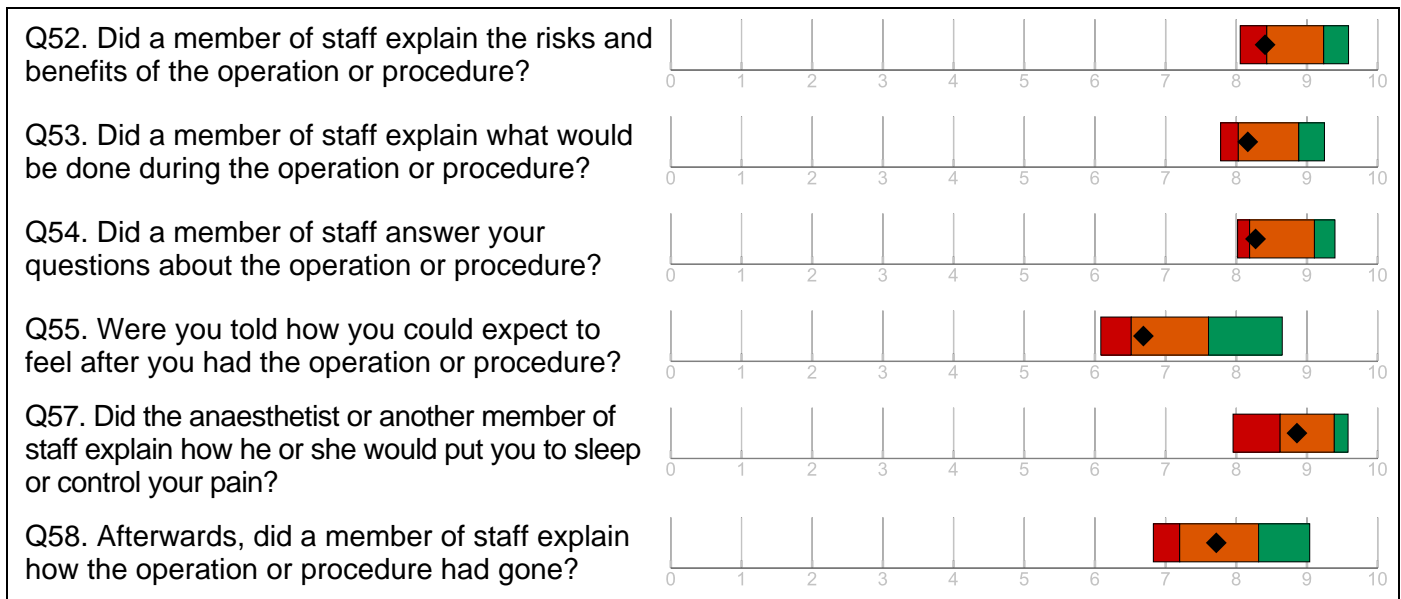 Q52. Did a member of staff explain the risks and
benefits of the operation or procedure?
0 1 2 3 4 5 6 7 8 9 10
Q53. Did a member of staff explain what would
be done during the operation or procedure?
0 1 2 3 4 5 6 7 8 9 10
Q54. Did a member of staff answer your
questions about the operation or procedure?
0 1 2 3 4 5 6 7 8 9 10
Q55. Were you told how you could expect to
feel after you had the operation or procedure?
0 1 2 3 4 5 6 7 8 9 10
Q57. Did the anaesthetist or another member of
staff explain how he or she would put you to sleep
or control your pain?
0 1 2 3 4 5 6 7 8 9 10
Q58. Afterwards, did a member of staff explain
how the operation or procedure had gone?
0 1 2 3 4 5 6 7 8 9 10